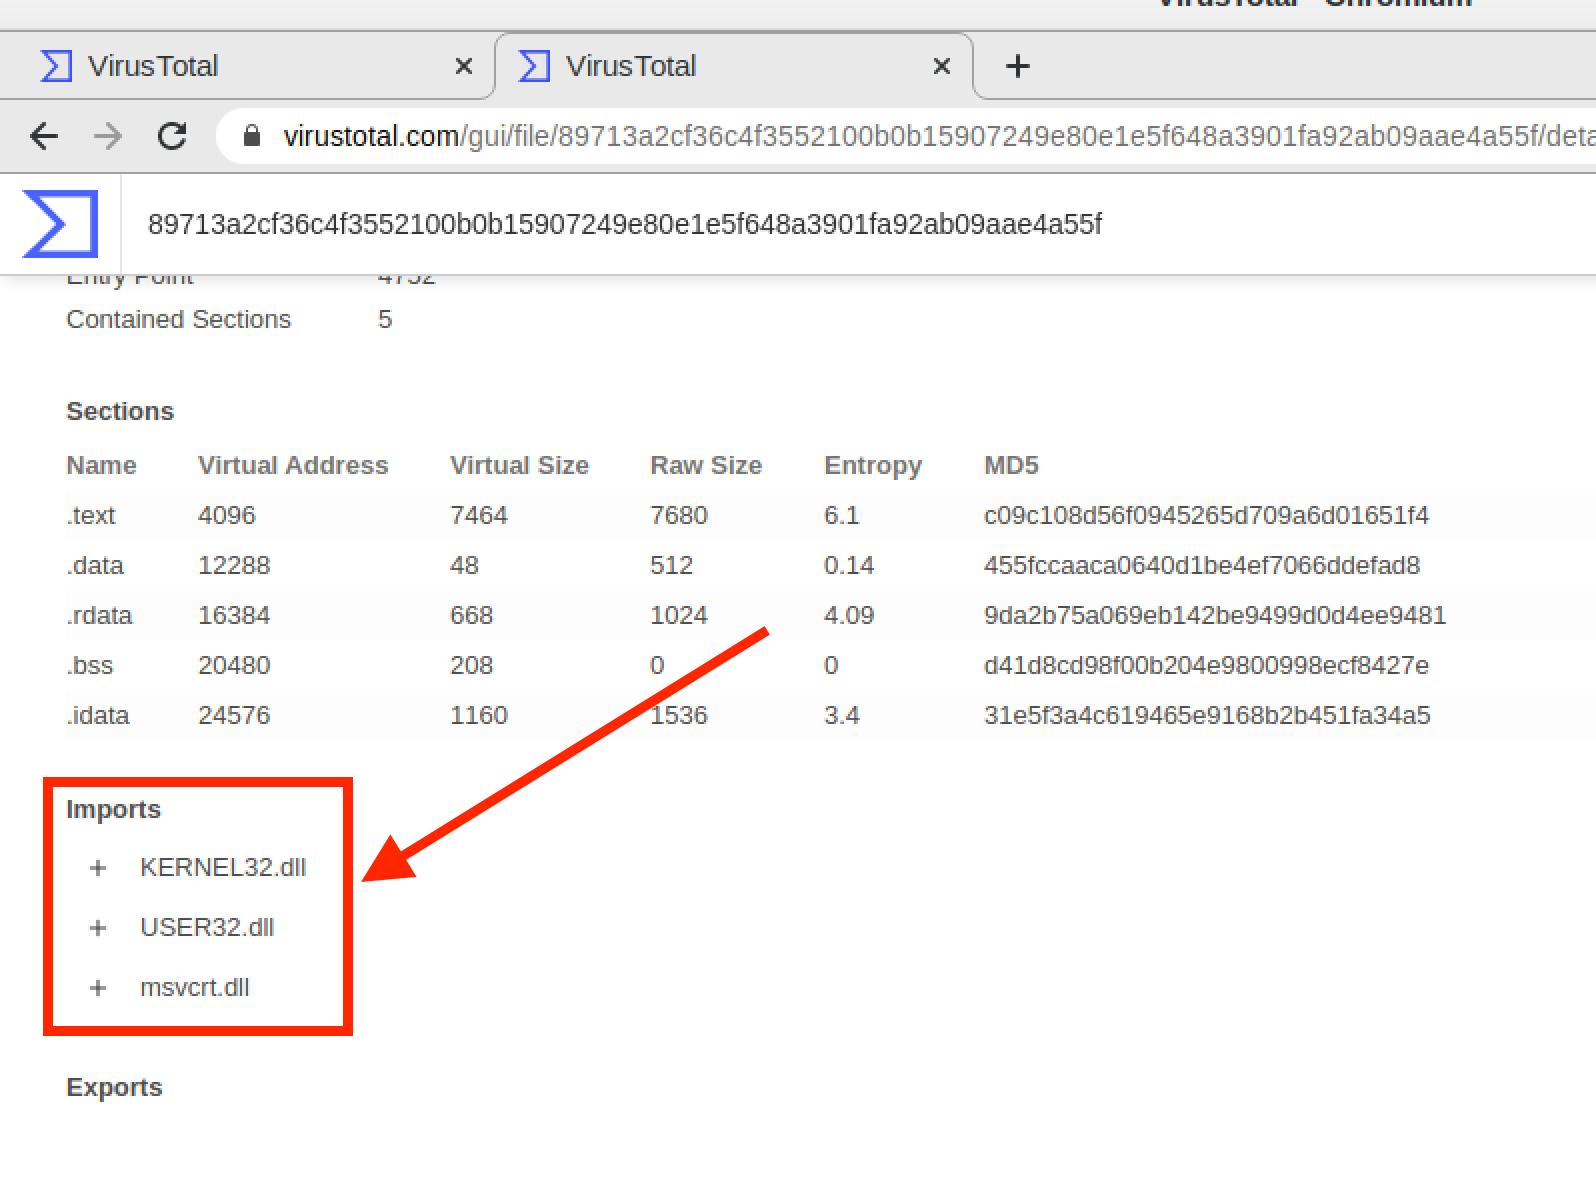 VirusTotal - Chromium
VirusTotal
VirusTotal
virustotal.com/gui/file/89713a2cf36c4f3552100b0b15907249e80e1e5f648a3901fa92ab09aae4a55f/deta
89713a2cf36c4f3552100b0b15907249e80e1e5f648a3901fa92ab09aae4a55f
Entry Point 4752
Contained Sections 5
Sections
Name Virtual Address Virtual Size Raw Size Entropy MD5
.text 4096 7464 7680 6.1 c09c108d56f0945265d709a6d01651f4
.data 12288 48 512 0.14 455fccaaca0640d1be4ef7066ddefad8
.rdata 16384 668 1024 4.09 9da2b75a069eb142be9499d0d4ee9481
.bss 20480 208 0 0 d41d8cd98f00b204e9800998ecf8427e
.idata 24576 1160 1536 3.4 31e5f3a4c619465e9168b2b451fa34a5
Imports
+ KERNEL32.dll
+ USER32.dll
+ msvcrt.dll
Exports